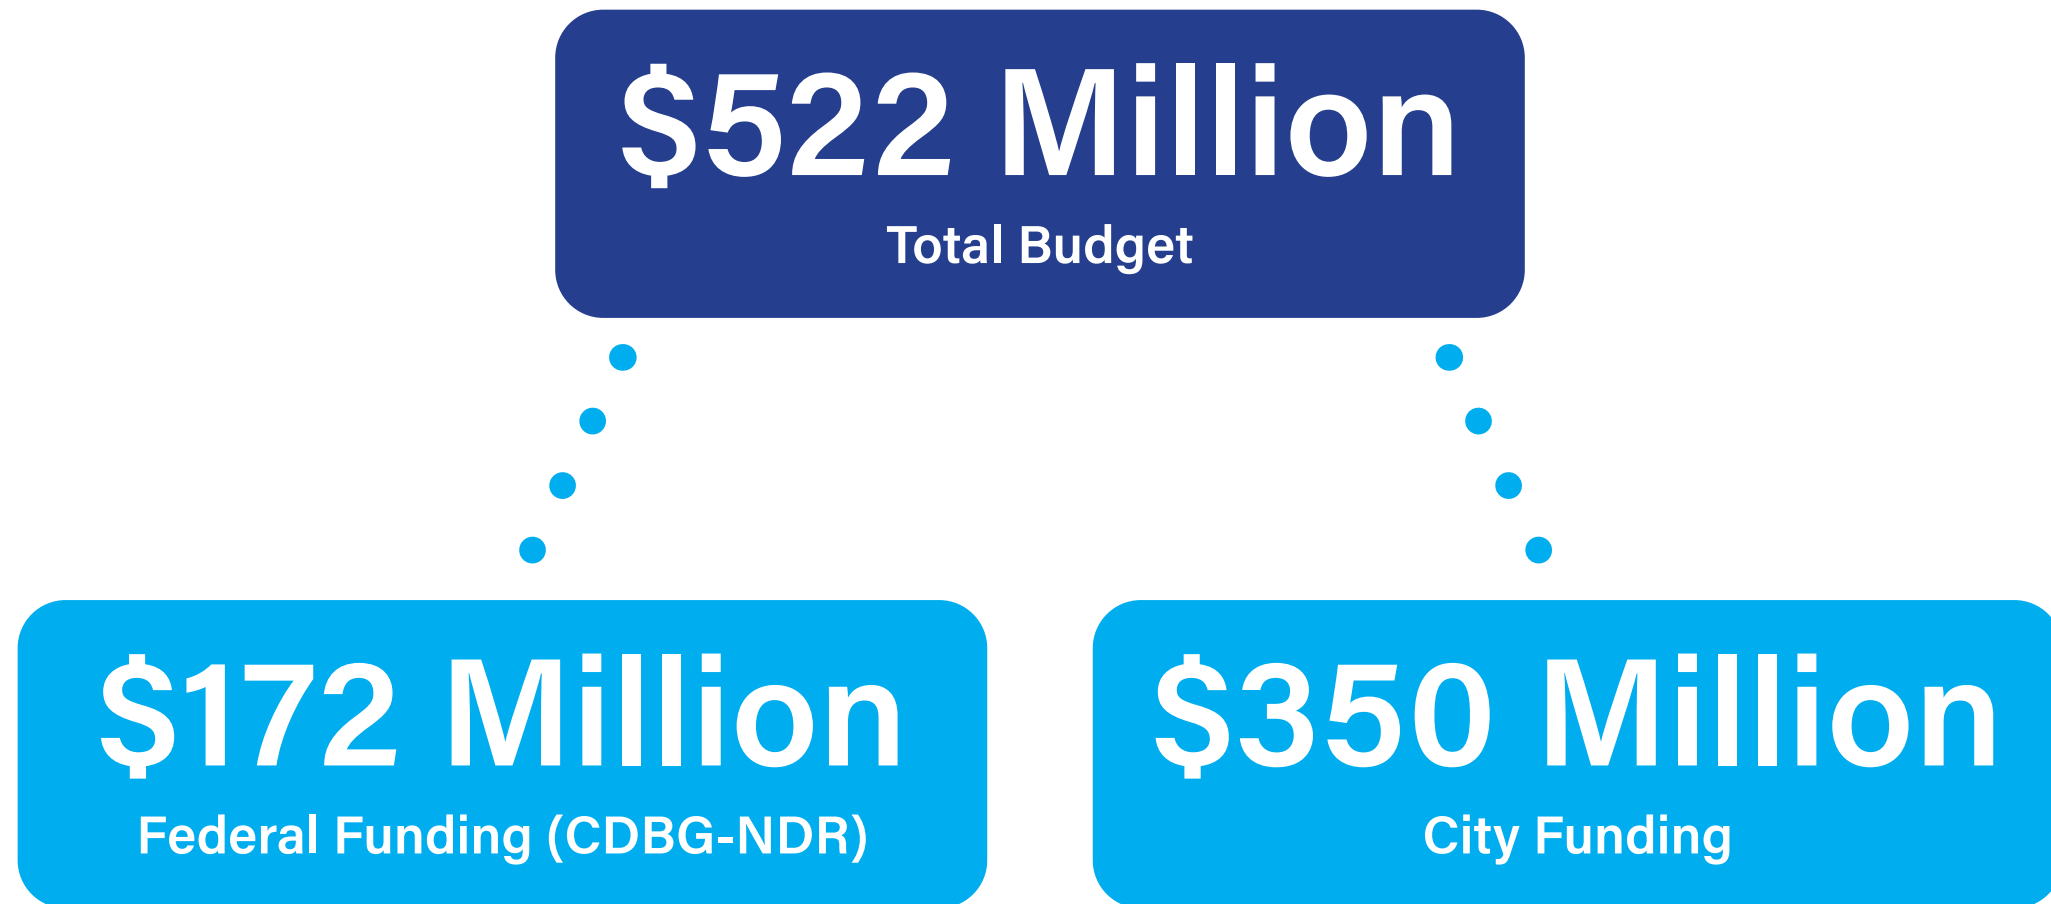 $522 Million
Total Budget
$172 Million
Federal Funding (CDBG-NDR)
$350 Million
City Funding